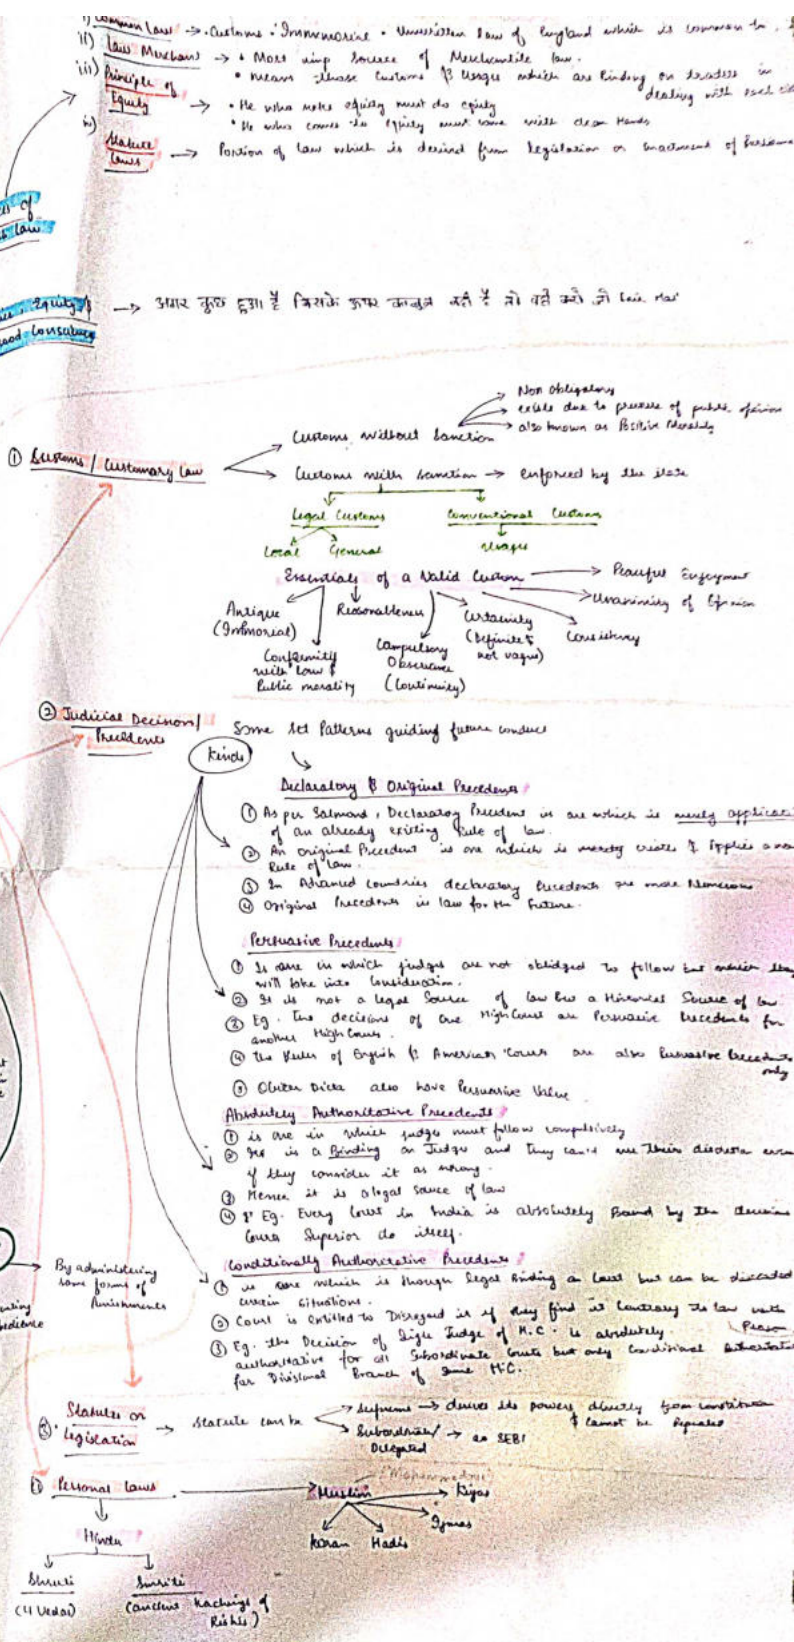 i) Common Law → • Customs • Immemorial • Unwritten law of England which is common to
ii) Law Merchant → • Most imp source of Mercantile law.
• means those Customs & Usages which are binding on traders in dealing with each
iii) Principle of Equity → • He who seeks equity must do equity
• He who comes to equity must come with clean Hands
iv) Statute Laws → Portion of law which is derived from legislation or enactment of
of
Law
Equity &
Good Conscience → अगर कुछ हुआ है जिसके ऊपर कानून नही है तो वही करो जो fair
① Customs / Customary Law
Customs without Sanction
Non Obligatory
exists due to pressure of public opinion
also known as Positive Morality
Customs with sanction → enforced by the state
Legal Customs
Conventional Customs
Local
General
Usages
Essentials of a Valid Custom
Peaceful Enjoyment
Unanimity of Opinion
Antique
(Immorial)
Reasonableness
Certainity
(Definite &
not vague)
Consistency
Conformity
with Law &
Public morality
Compulsory
Observance
(Continuity)
② Judicial Decision/
Precedents
Some set Patterns guiding future conduct
Kinds
Declaratory & Original Precedents
① As per Salmond, Declaratory Precedent is one which is merely
of an already existing Rule of law.
② An original Precedent is one which is creates & applies a new
Rule of law.
③ In Advanced countries declaratory Precedents are more Numerous
④ Original Precedents is law for the Future.
Persuasive Precedents
① Is one in which judges are not oblidged to follow but which they
will take into consideration.
② It is not a legal Source of law but a Historical Source of law
③ Eg. The decisions of one High Court are Persuasive Precedents for
another High Court.
④ The Rules of English & American Courts are also Persuasive Precedents
only
⑤ Obiter Dicta also have Persuasive Value
Absolutely Authoritative Precedents
① is one in which judges must follow compulsively
② is a Binding on Judge and they can't use their discretion even
if they consider it as wrong.
③ Hence it is a legal source of law
④ Eg. Every Court in India is absolutely Bound by the decisions
Court Superior to itself.
Conditionally Authoritative Precedents
① is one which is though legal Binding on Court but can be
certain situations.
② Court is entitled to Disregard it if they find it Contrary to law with
Reason
③ Eg. the Decision of Single Judge of H.C. is absolutely
authoritative for all Subordinate Courts but only conditional
for Divisional Branch of same H.C.
By administering
some forms of
Punishments
③ Statutes or
Legislation → Statute can be
Supreme → derives its powers directly from constitution
& cannot be Repealed
Subordinate/
Delegated → SEBI
Personal Laws
(Mohammedans)
Muslim
Kiyas
Ijmas
Koran
Hadis
Hindu
Shruti
(4 Vedas)
Smriti
(ancient teachings of
Rishis)